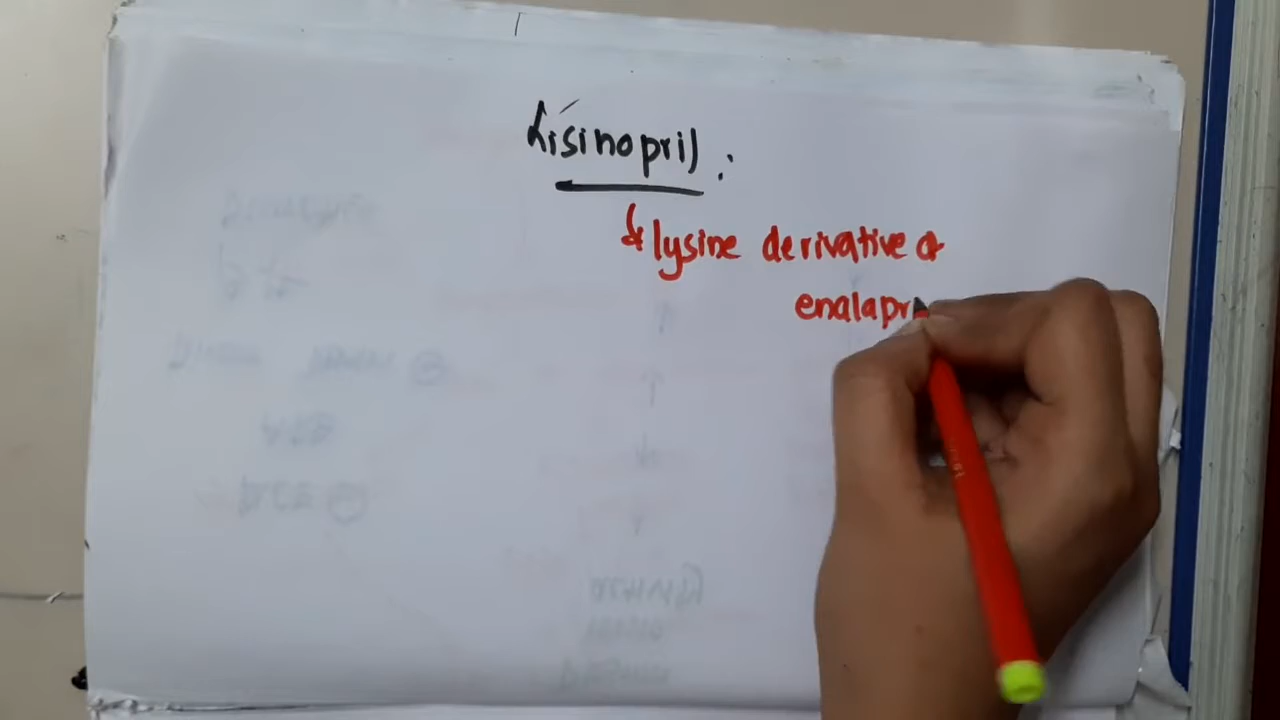 Lisinopril :
lysine derivative of
enalapr